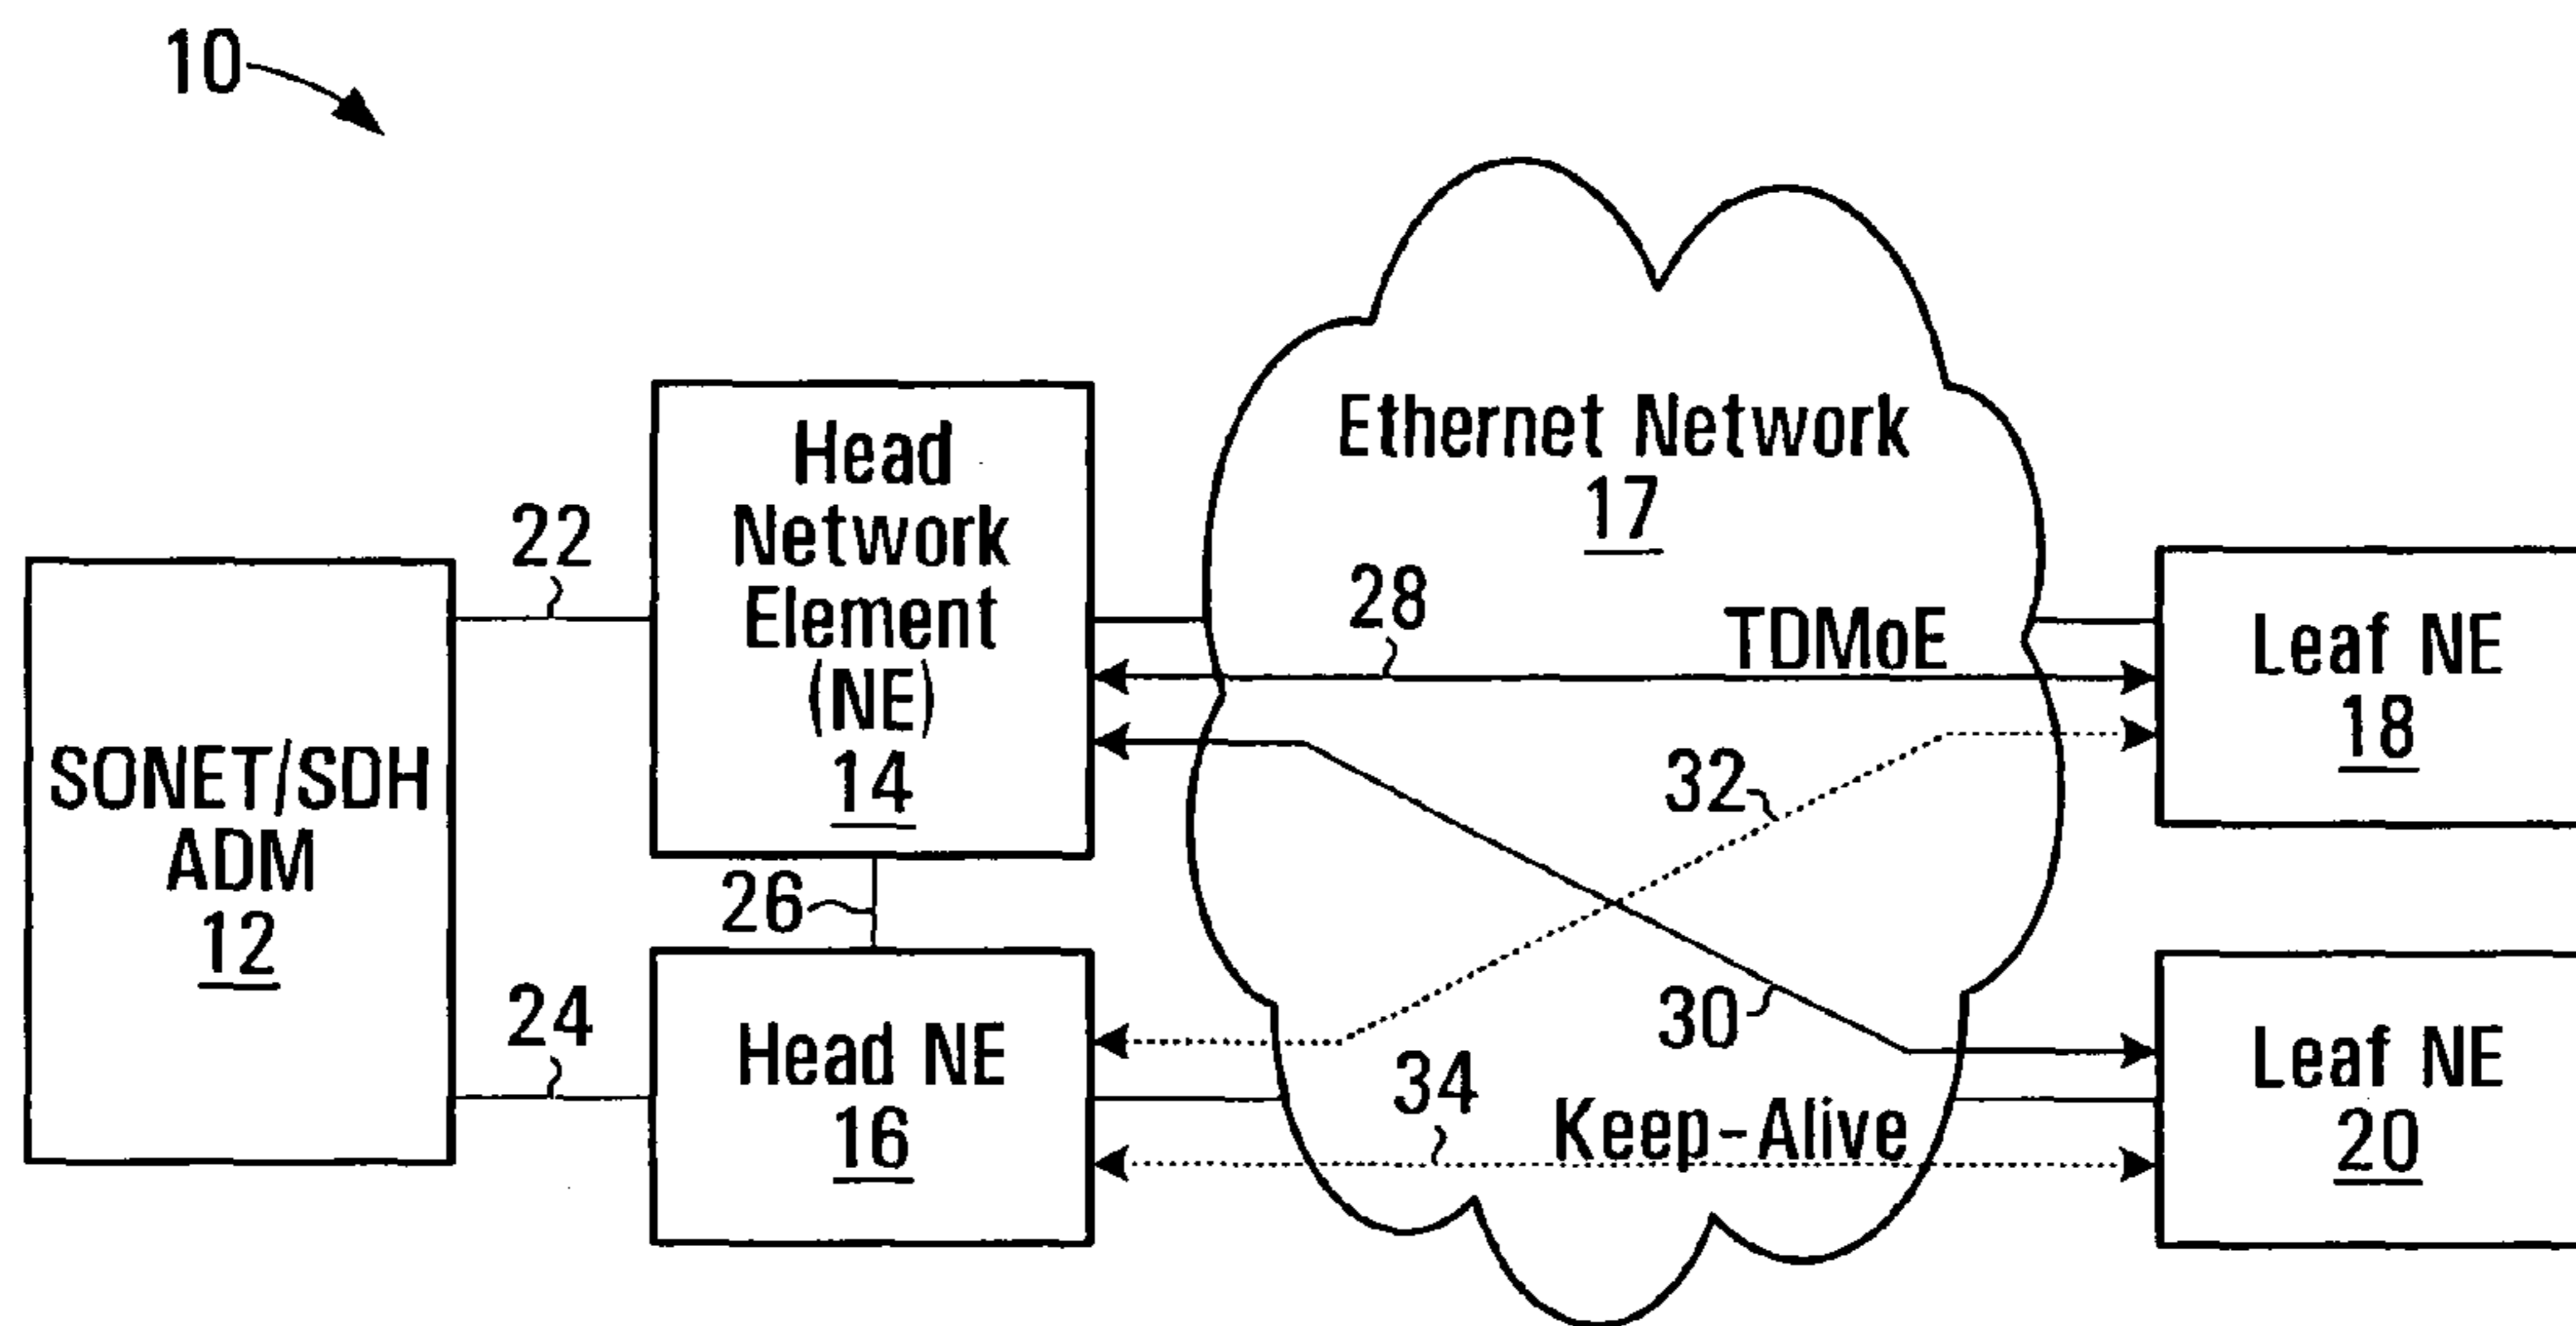 10
Head
Network
Element
(NE)
14
Ethernet Network
17
22
28
TDMoE
Leaf NE
18
SONET/SDH
ADM
12
26
32
30
24
Head NE
16
34
Keep-Alive
Leaf NE
20